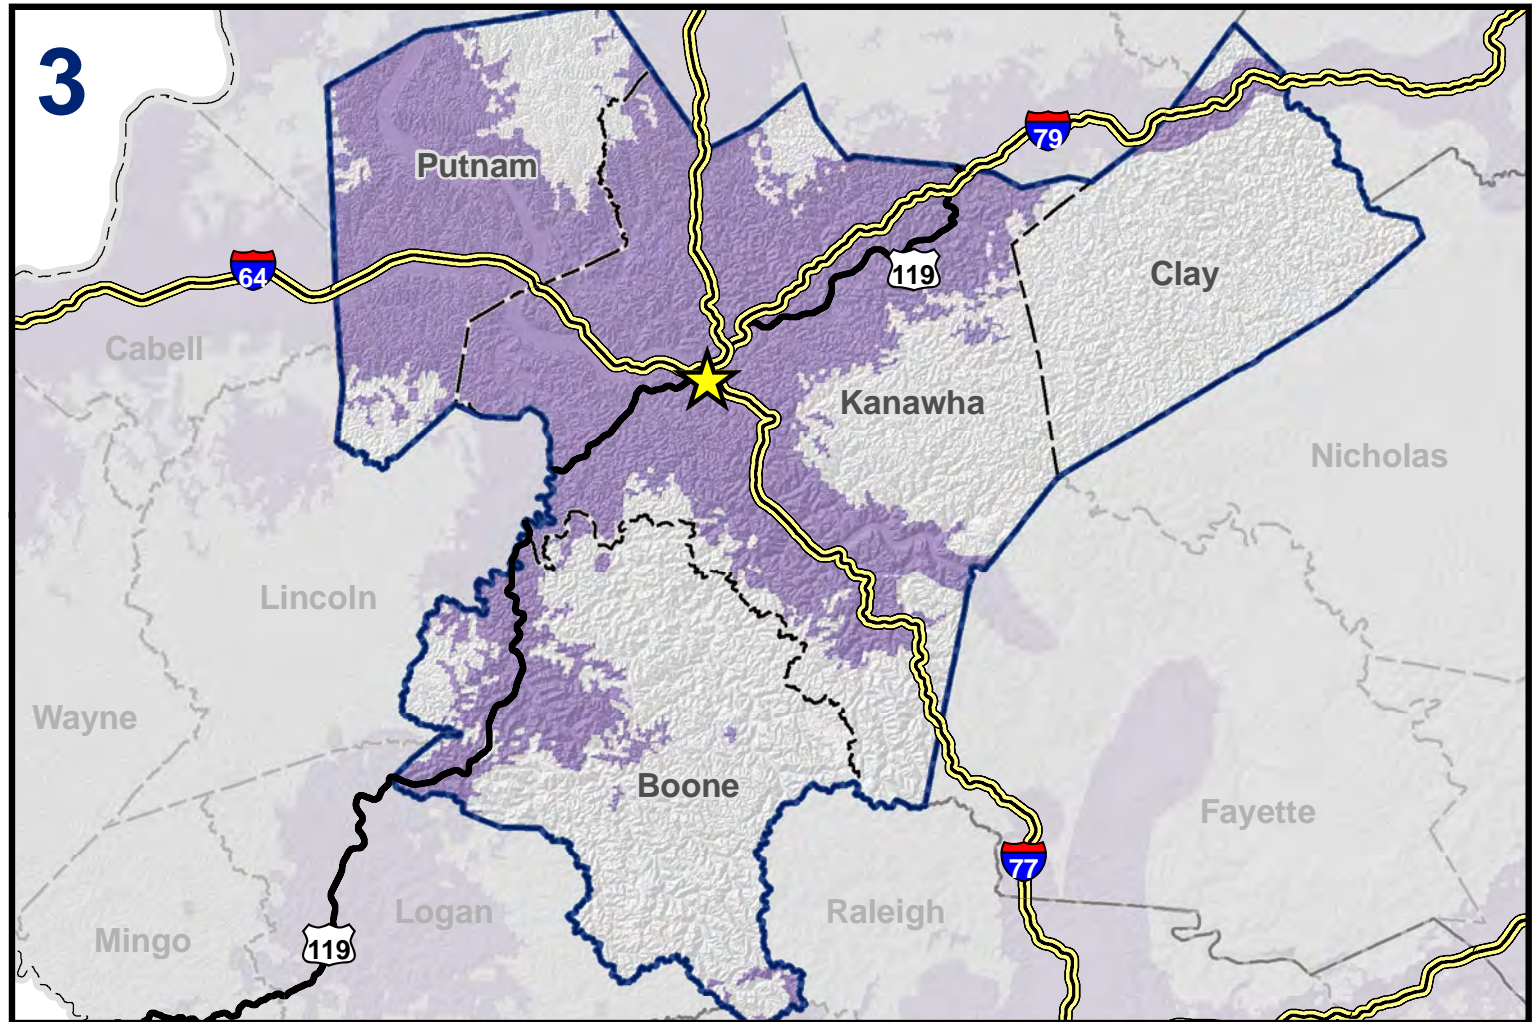 3
79
Putnam
64
119
Clay
Cabell
Kanawha
Nicholas
Lincoln
Wayne
Boone
Fayette
77
Logan
Raleigh
Mingo
119